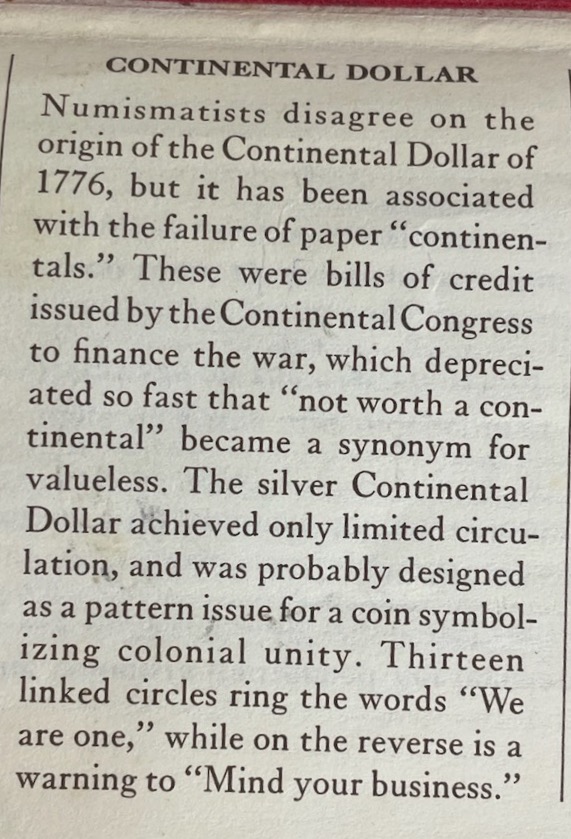 CONTINENTAL DOLLAR
Numismatists disagree on the
origin of the Continental Dollar of
1776, but it has been associated
with the failure of paper “continen-
tals.” These were bills of credit
issued by the Continental Congress
to finance the war, which depreci-
ated so fast that “not worth a con-
tinental” became a synonym for
valueless. The silver Continental
Dollar achieved only limited circu-
lation, and was probably designed
as a pattern issue for a coin symbol-
izing colonial unity. Thirteen
linked circles ring the words “We
are one,” while on the reverse is a
warning to “Mind your business.”